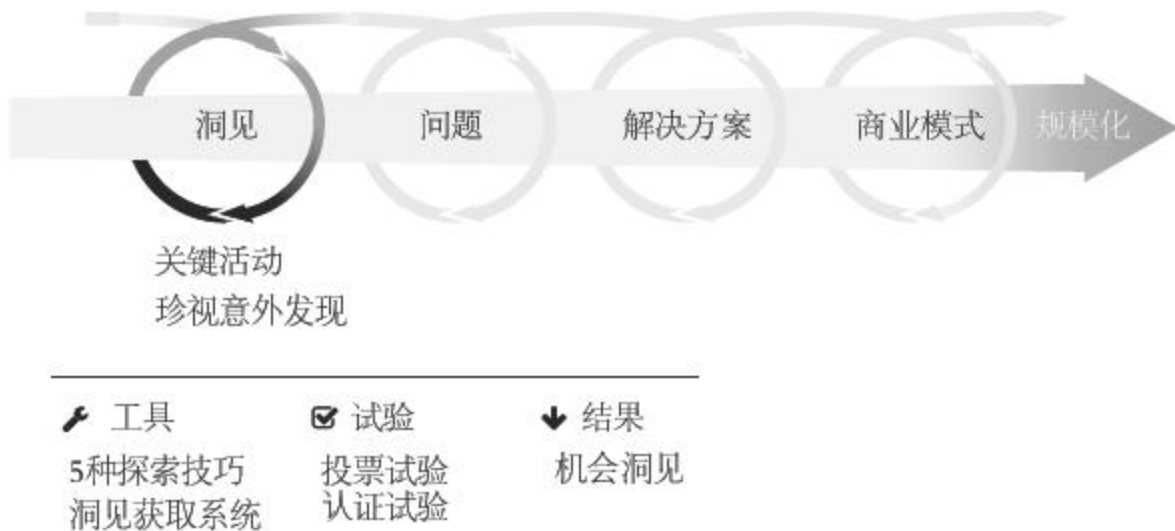 洞见 问题 解决方案 商业模式 规模化
关键活动
珍视意外发现
工具 试验 结果
5种探索技巧 投票试验 机会洞见
洞见获取系统 认证试验